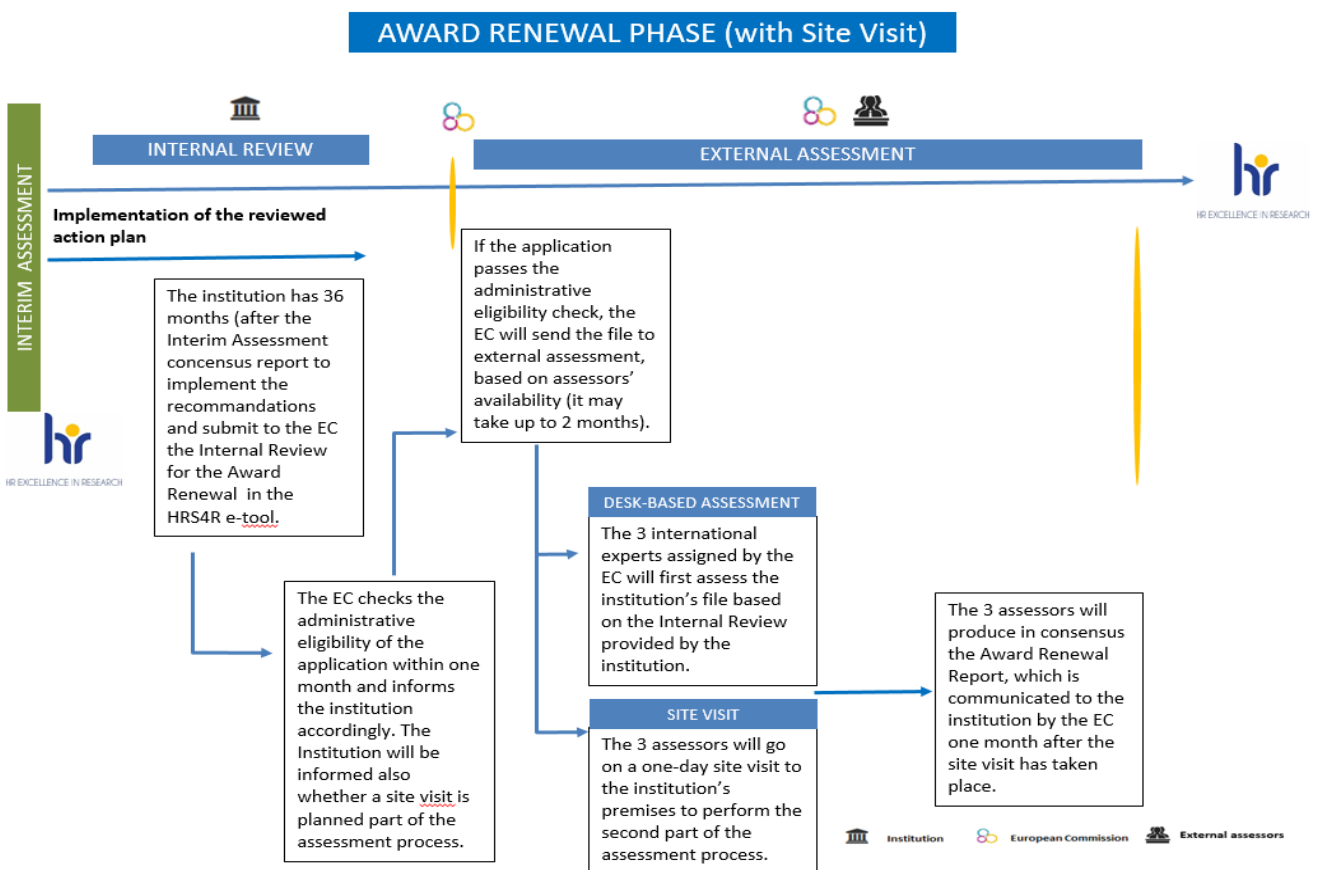 AWARD RENEWAL PHASE (with Site Visit)
INTERNAL REVIEW
EXTERNAL ASSESSMENT
INTERIM ASSESSMENT
hr
HR EXCELLENCE IN RESEARCH
Implementation of the reviewed
action plan
The institution has 36
months (after the
Interim Assessment
concensus report to
implement the
recommandations
and submit to the EC
the Internal Review
for the Award
Renewal in the
HRS4R e-tool.
hr
HR EXCELLENCE IN RESEARCH
The EC checks the
administrative
eligibility of the
application within one
month and informs
the institution
accordingly. The
Institution will be
informed also
whether a site visit is
planned part of the
assessment process.
If the application
passes the
administrative
eligibility check, the
EC will send the file to
external assessment,
based on assessors’
availability (it may
take up to 2 months).
DESK-BASED ASSESSMENT
The 3 international
experts assigned by the
EC will first assess the
institution’s file based
on the Internal Review
provided by the
institution.
SITE VISIT
The 3 assessors will go
on a one-day site visit to
the institution’s
premises to perform the
second part of the
assessment process.
The 3 assessors will
produce in consensus
the Award Renewal
Report, which is
communicated to the
institution by the EC
one month after the
site visit has taken
place.
Institution
European Commission
External assessors